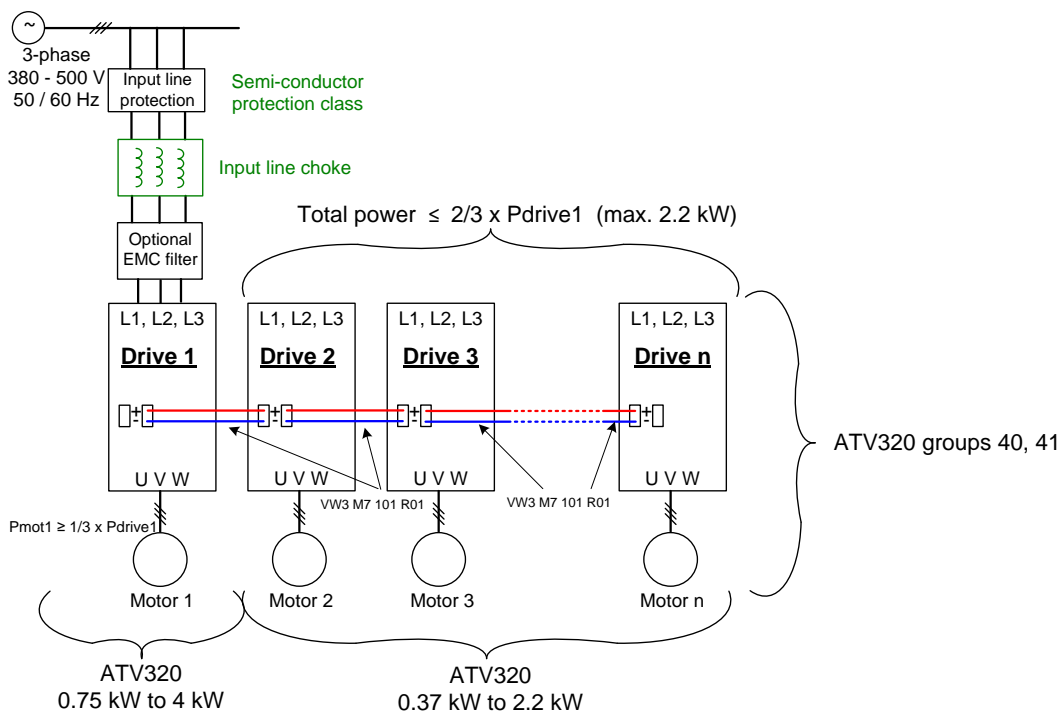 ~
3-phase
380 - 500 V
50 / 60 Hz
Input line
protection
Semi-conductor
protection class
Input line choke
Optional
EMC filter
Total power ≤ 2/3 x Pdrive1 (max. 2.2 kW)
L1, L2, L3
L1, L2, L3
L1, L2, L3
L1, L2, L3
Drive 1
Drive 2
Drive 3
Drive n
+
-
+
-
+
-
+
-
ATV320 groups 40, 41
U V W
U V W
U V W
U V W
VW3 M7 101 R01
VW3 M7 101 R01
Pmot1 ≥ 1/3 x Pdrive1
Motor 1
Motor 2
Motor 3
Motor n
ATV320
0.75 kW to 4 kW
ATV320
0.37 kW to 2.2 kW